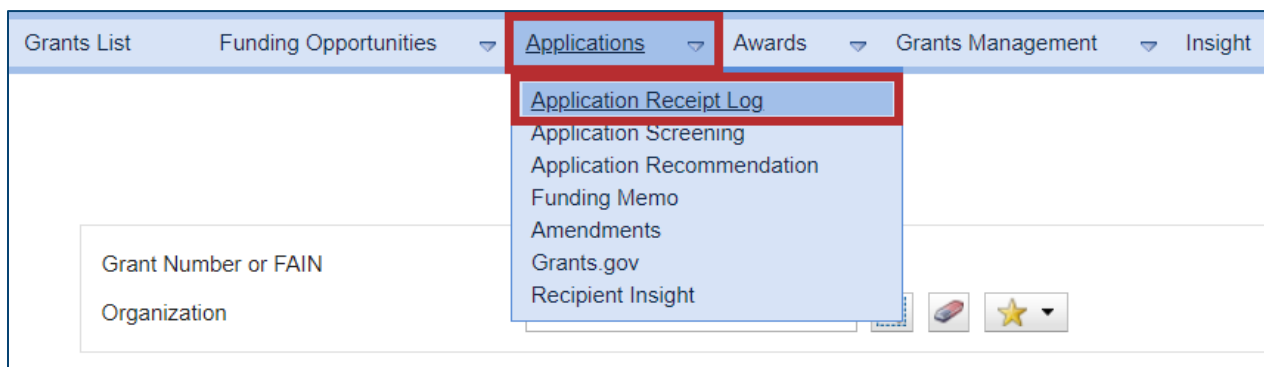 Grants List Funding Opportunities Applications Awards Grants Management Insight
Application Receipt Log
Application Screening
Application Recommendation
Funding Memo
Amendments
Grant Number or FAIN Grants.gov
Recipient Insight
Organization